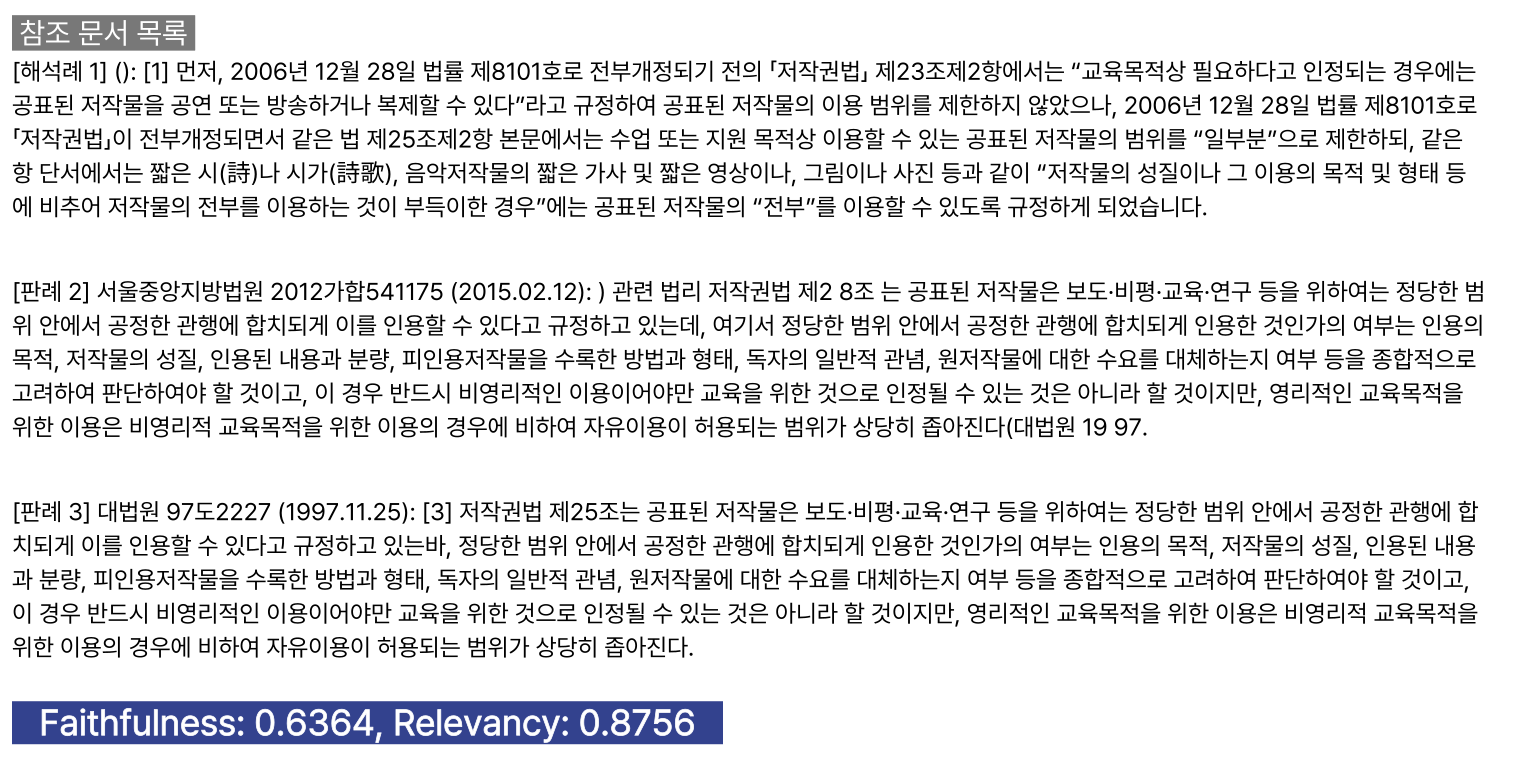 참조 문서 목록
[해석례 1] (): [1] 먼저, 2006년 12월 28일 법률 제8101호로 전부개정되기 전의 「저작권법」 제23조제2항에서는 “교육목적상 필요하다고 인정되는 경우에는
공표된 저작물을 공연 또는 방송하거나 복제할 수 있다”라고 규정하여 공표된 저작물의 이용 범위를 제한하지 않았으나, 2006년 12월 28일 법률 제8101호로
「저작권법」이 전부개정되면서 같은 법 제25조제2항 본문에서는 수업 또는 지원 목적상 이용할 수 있는 공표된 저작물의 범위를 “일부분”으로 제한하되, 같은
항 단서에서는 짧은 시(詩)나 시가(詩歌), 음악저작물의 짧은 가사 및 짧은 영상이나, 그림이나 사진 등과 같이 “저작물의 성질이나 그 이용의 목적 및 형태 등
에 비추어 저작물의 전부를 이용하는 것이 부득이한 경우”에는 공표된 저작물의 “전부”를 이용할 수 있도록 규정하게 되었습니다.
[판례 2] 서울중앙지방법원 2012가합541175 (2015.02.12): ) 관련 법리 저작권법 제2 8조 는 공표된 저작물은 보도·비평·교육·연구 등을 위하여는 정당한 범
위 안에서 공정한 관행에 합치되게 이를 인용할 수 있다고 규정하고 있는데, 여기서 정당한 범위 안에서 공정한 관행에 합치되게 인용한 것인가의 여부는 인용의
목적, 저작물의 성질, 인용된 내용과 분량, 피인용저작물을 수록한 방법과 형태, 독자의 일반적 관념, 원저작물에 대한 수요를 대체하는지 여부 등을 종합적으로
고려하여 판단하여야 할 것이고, 이 경우 반드시 비영리적인 이용이어야만 교육을 위한 것으로 인정될 수 있는 것은 아니라 할 것이지만, 영리적인 교육목적을
위한 이용은 비영리적 교육목적을 위한 이용의 경우에 비하여 자유이용이 허용되는 범위가 상당히 좁아진다(대법원 19 97.
[판례 3] 대법원 97도2227 (1997.11.25): [3] 저작권법 제25조는 공표된 저작물은 보도·비평·교육·연구 등을 위하여는 정당한 범위 안에서 공정한 관행에 합
치되게 이를 인용할 수 있다고 규정하고 있는바, 정당한 범위 안에서 공정한 관행에 합치되게 인용한 것인가의 여부는 인용의 목적, 저작물의 성질, 인용된 내용
과 분량, 피인용저작물을 수록한 방법과 형태, 독자의 일반적 관념, 원저작물에 대한 수요를 대체하는지 여부 등을 종합적으로 고려하여 판단하여야 할 것이고,
이 경우 반드시 비영리적인 이용이어야만 교육을 위한 것으로 인정될 수 있는 것은 아니라 할 것이지만, 영리적인 교육목적을 위한 이용은 비영리적 교육목적을
위한 이용의 경우에 비하여 자유이용이 허용되는 범위가 상당히 좁아진다.
Faithfulness: 0.6364, Relevancy: 0.8756